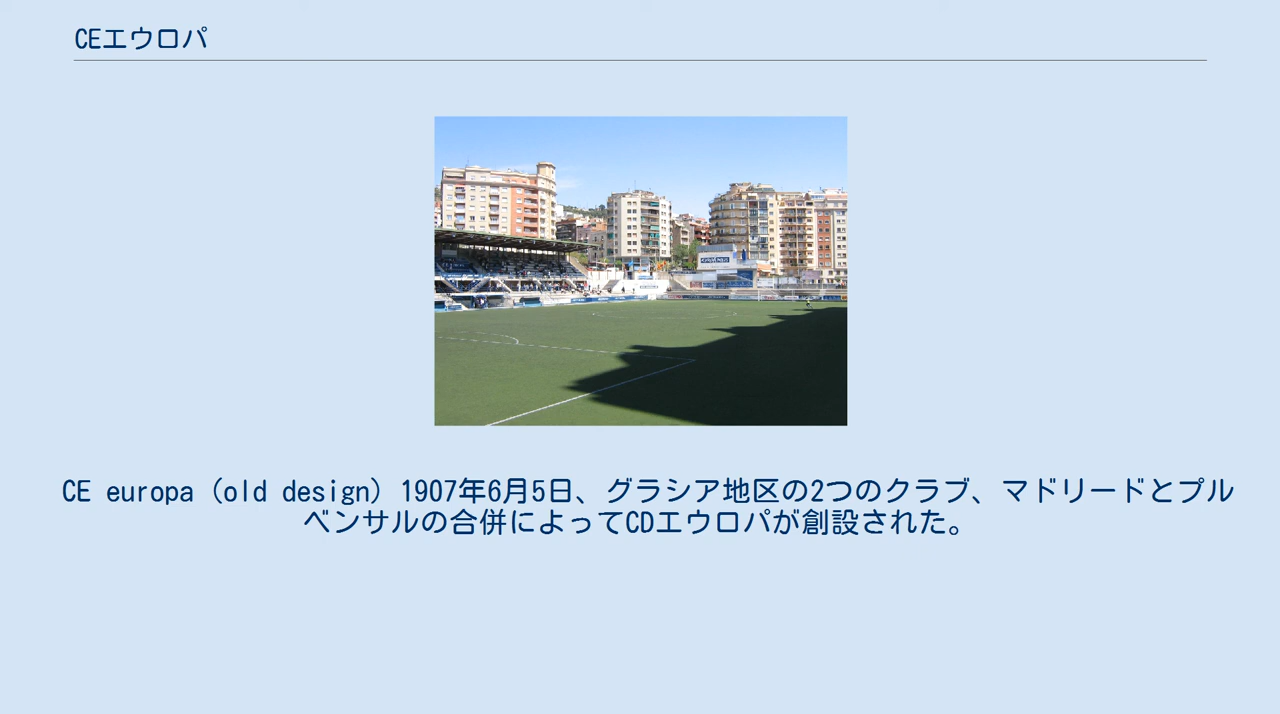 CEエウロパ
CE europa (old design) 1907年6月5日、グラシア地区の2つのクラブ、マドリードとプル
ベンサルの合併によってCDエウロパが創設された。